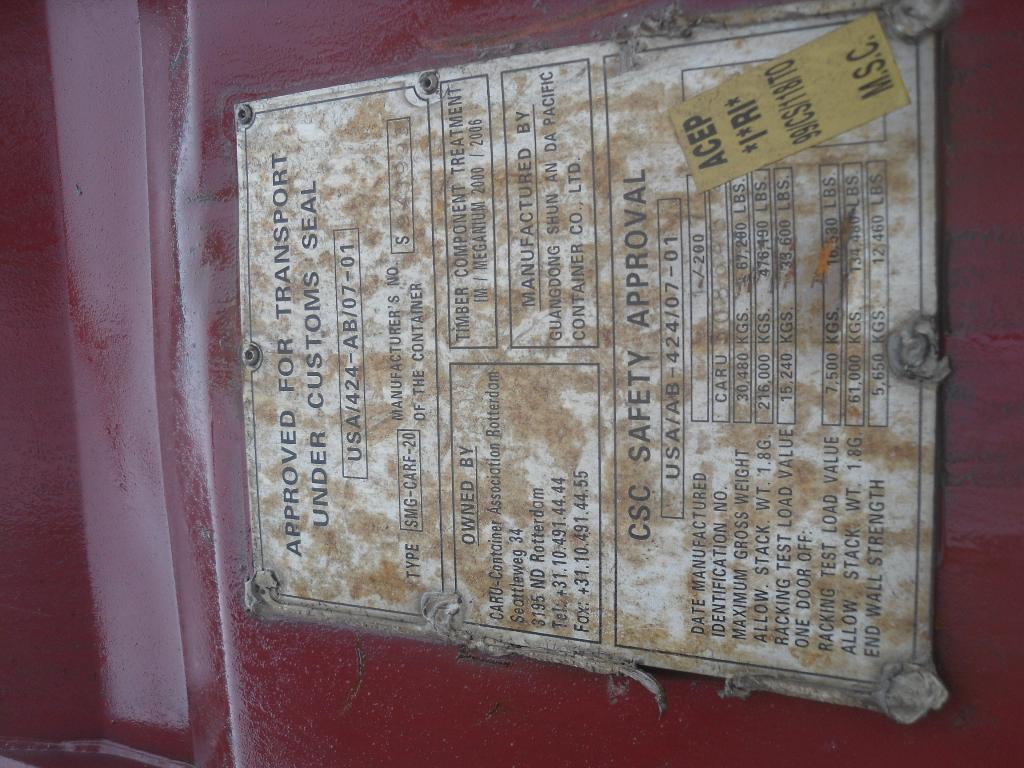 APPROVED FOR TRANSPORT
UNDER CUSTOMS SEAL
USA/424-AB/07-01
TYPE SMG-CARF-20 MANUFACTURER'S NO. OF THE CONTAINER S
OWNED BY
CARU-Container Association Rotterdam
Seattleweg 34
3195 ND Rotterdam
Tel.: +31.10.491.44.44
Fax: +31.10.491.44.55
TIMBER COMPONENT TREATMENT
IM / MEGANIUM 2000 / 2006
MANUFACTURED BY
GUANGDONG SHUN AN DA PACIFIC
CONTAINER CO., LTD.
CSC SAFETY APPROVAL
USA/AB-424/07-01
DATE MANUFACTURED /200
IDENTIFICATION NO. CARU
MAXIMUM GROSS WEIGHT 30,480 KGS. 67,200 LBS.
ALLOW. STACK. WT. 1.8G. 216,000 KGS. 476,190 LBS.
RACKING TEST LOAD VALUE 15,240 KGS. 33,600 LBS.
ONE DOOR OFF:
RACKING TEST LOAD VALUE 7,500 KGS. 16,530 LBS.
ALLOW STACK WT. 1.8G. 61,000 KGS. LBS.
END WALL STRENGTH 5,650 KGS. 12,460 LBS.
ACEP
*I*RI*
09/CSI1/8TD
M.S.C.